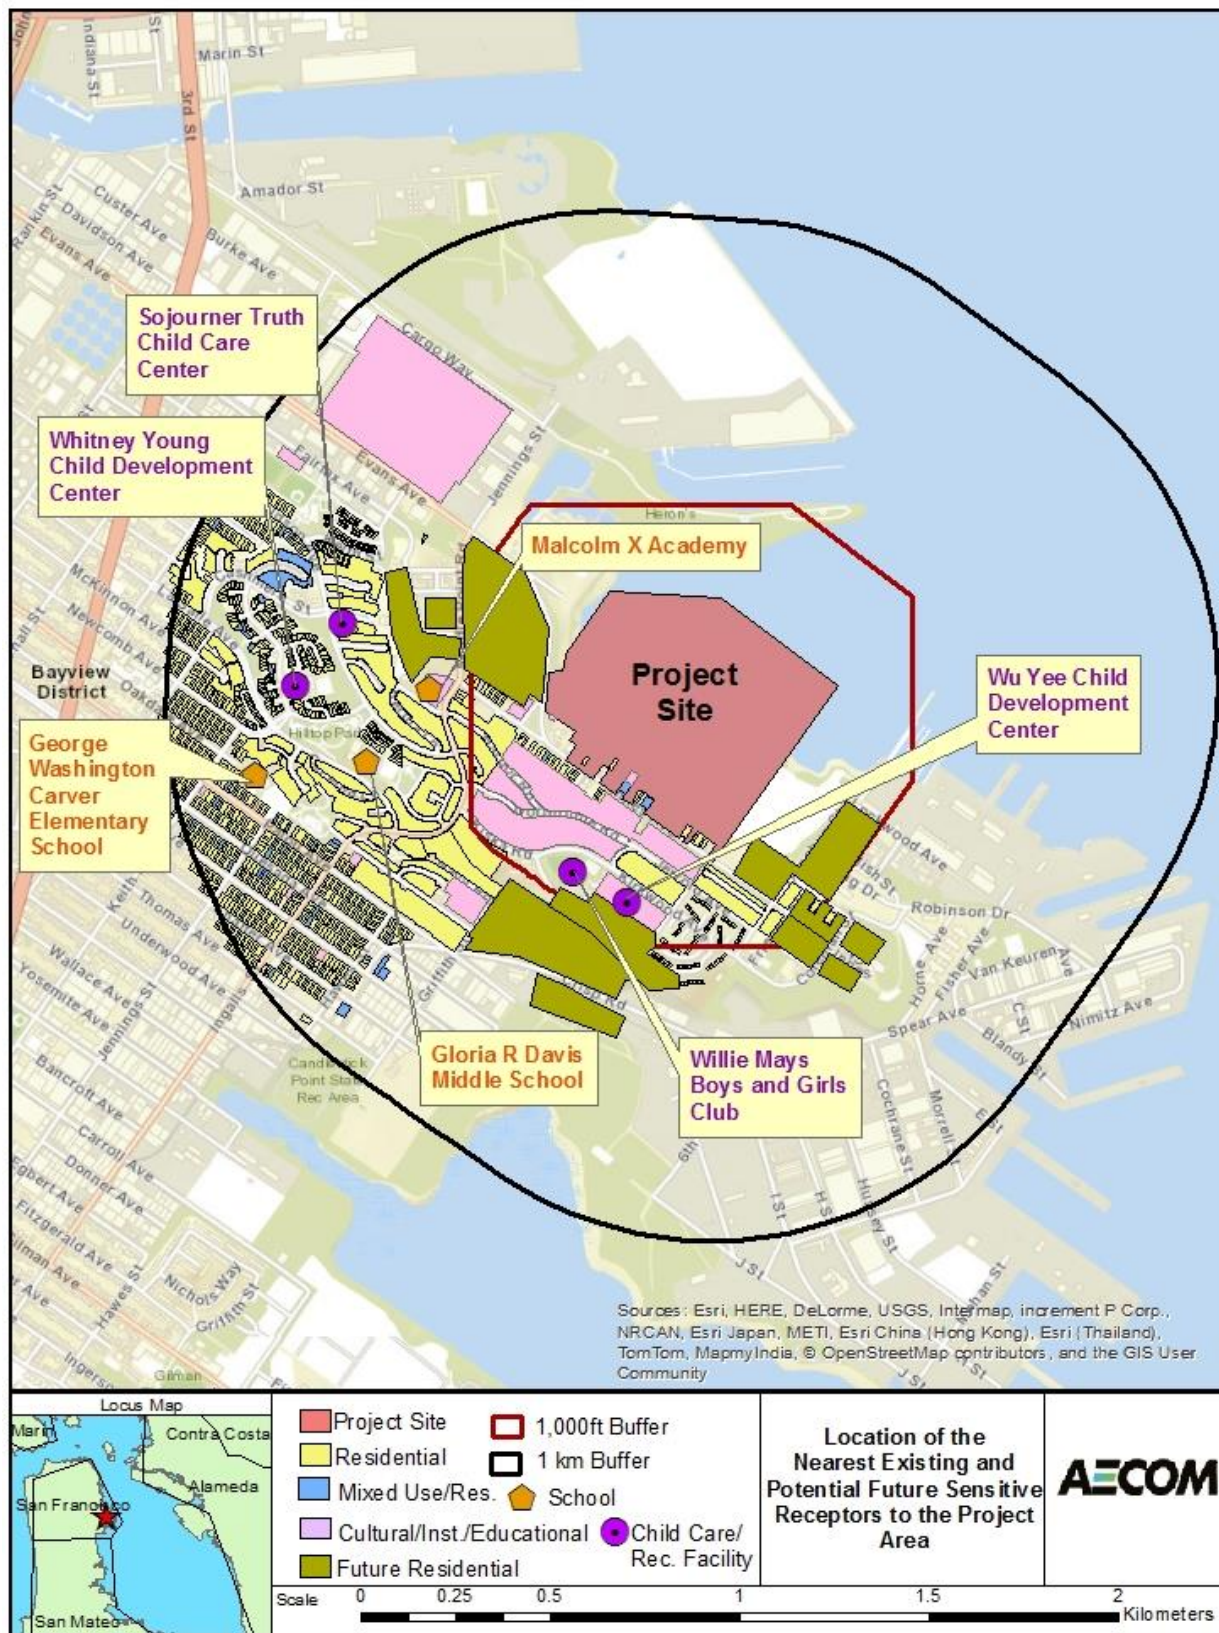 Marin St
Indiana St
3rd St
Amador St
Rankin St
Custer Ave
Davidson Ave
Evans Ave
Burke Ave
Cargo Way
Sojourner Truth
Child Care
Center
Whitney Young
Child Development
Center
Fairfax Ave
Evans Ave
Jennings St
Heron's
Malcolm X Academy
Cashmere St
McKinnon Ave
Newcomb Ave
Bayview
District
Project
Site
Wu Yee Child
Development
Center
Hilltop Park
George
Washington
Carver
Elementary
School
Robinson Dr
Van Keuren Ave
Fisher Ave
Spear Ave
C St
Nimitz Ave
Blandy St
Thomas Ave
Underwood Ave
Wallace Ave
Yosemite Ave
Jennings St
Ingalls
Griffith
Gloria R Davis
Middle School
Willie Mays
Boys and Girls
Club
Candlestick
Point State
Rec Area
Bancroft Ave
Carroll Ave
Donner Ave
Egbert Ave
Fitzgerald Ave
Gilman Ave
Hawes St
Nichols Way
Griffith St
Gilman
6th
Cochrane St
Morrell St
E St
I St
H St
Hussey St
J St
Mahan St
J St
Sources: Esri, HERE, DeLorme, USGS, Intermap, increment P Corp.,
NRCAN, Esri Japan, METI, Esri China (Hong Kong), Esri (Thailand),
TomTom, MapmyIndia, © OpenStreetMap contributors, and the GIS User
Community
Locus Map
Marin
Contra Costa
Alameda
San Francisco
San Mateo
Project Site
Residential
Mixed Use/Res.
Cultural/Inst./Educational
Future Residential
1,000ft Buffer
1 km Buffer
School
Child Care/
Rec. Facility
Location of the
Nearest Existing and
Potential Future Sensitive
Receptors to the Project
Area
AECOM
Scale
0 0.25 0.5 1 1.5 2
Kilometers